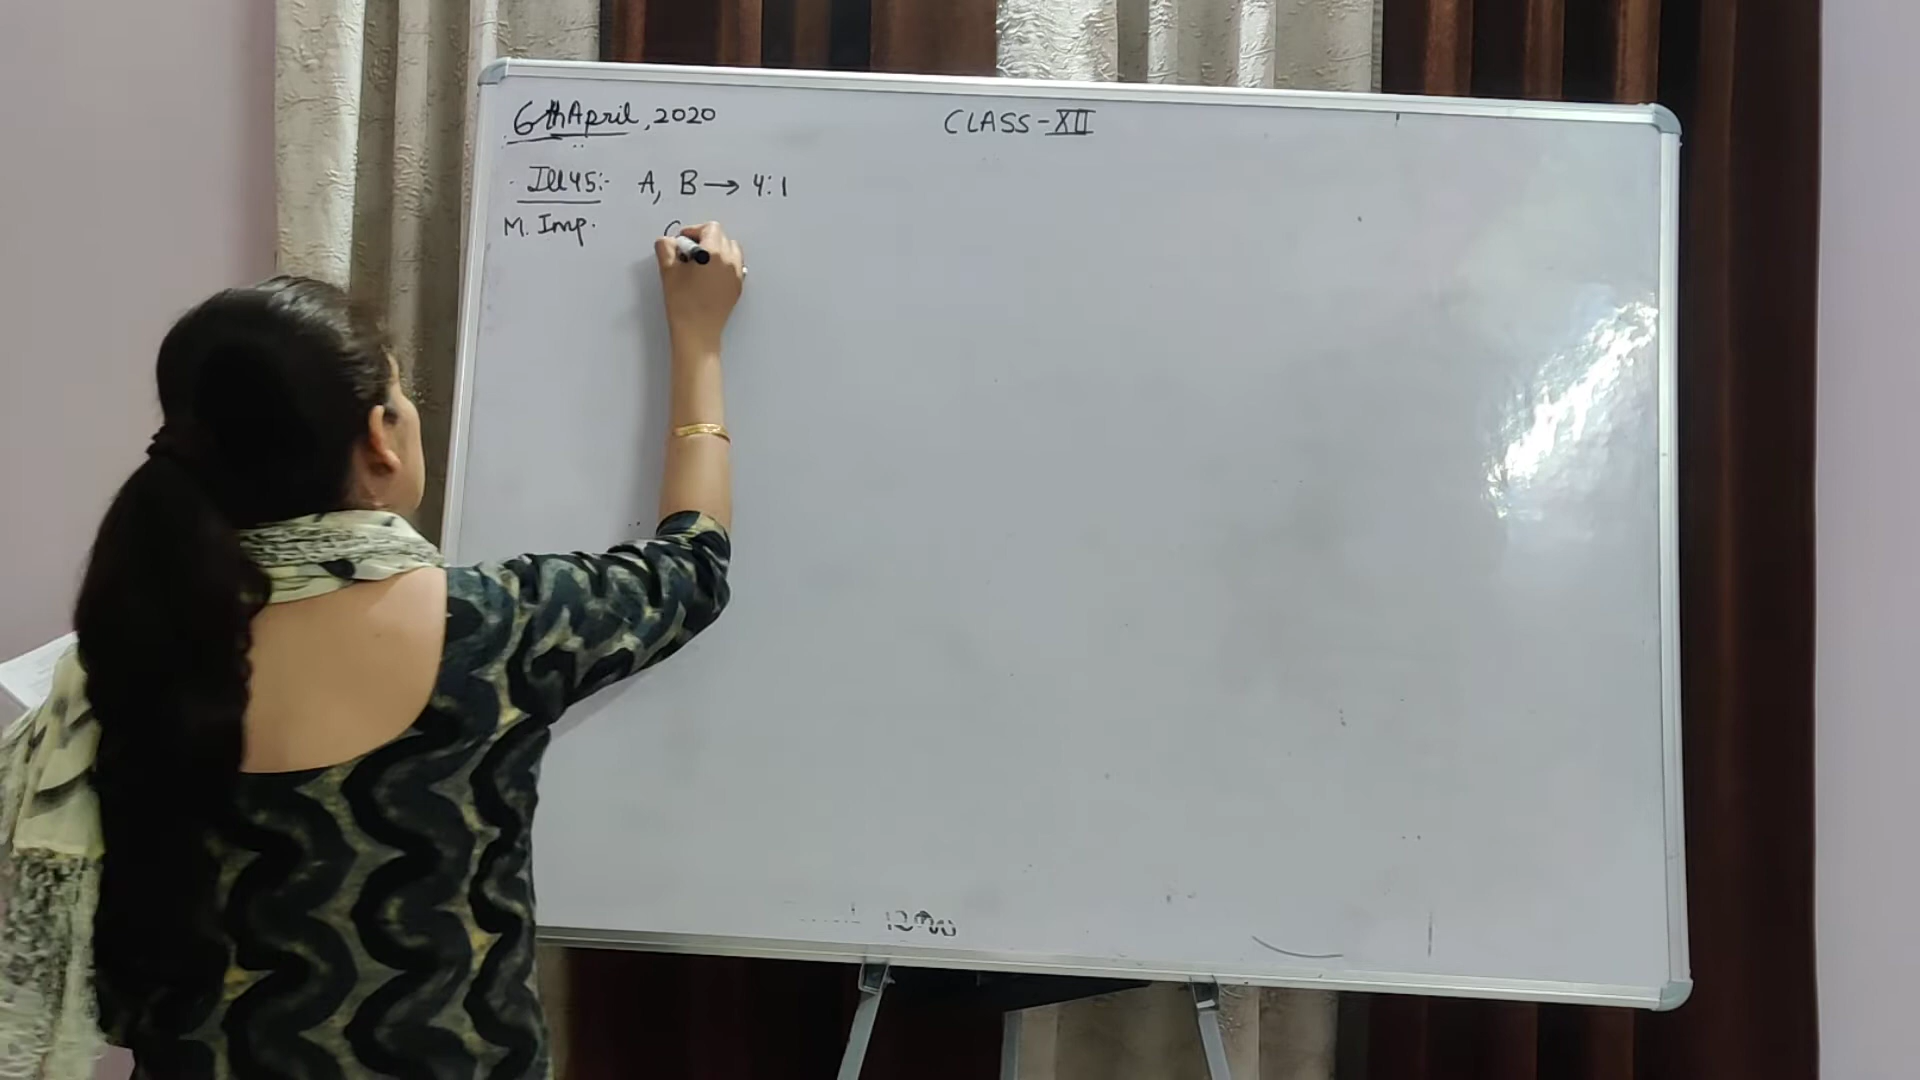 6th April, 2020 CLASS-XII
Ill 45:- A, B → 4:1
M. Imp. C